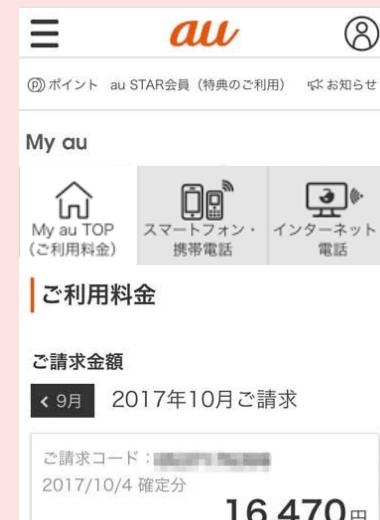 au
Ⓟポイント au STAR会員（特典のご利用） お知らせ
My au
My au TOP
（ご利用料金）
スマートフォン・
携帯電話
インターネット
電話
ご利用料金
ご請求金額
9月 2017年10月ご請求
ご請求コード：
2017/10/4 確定分
16,470円